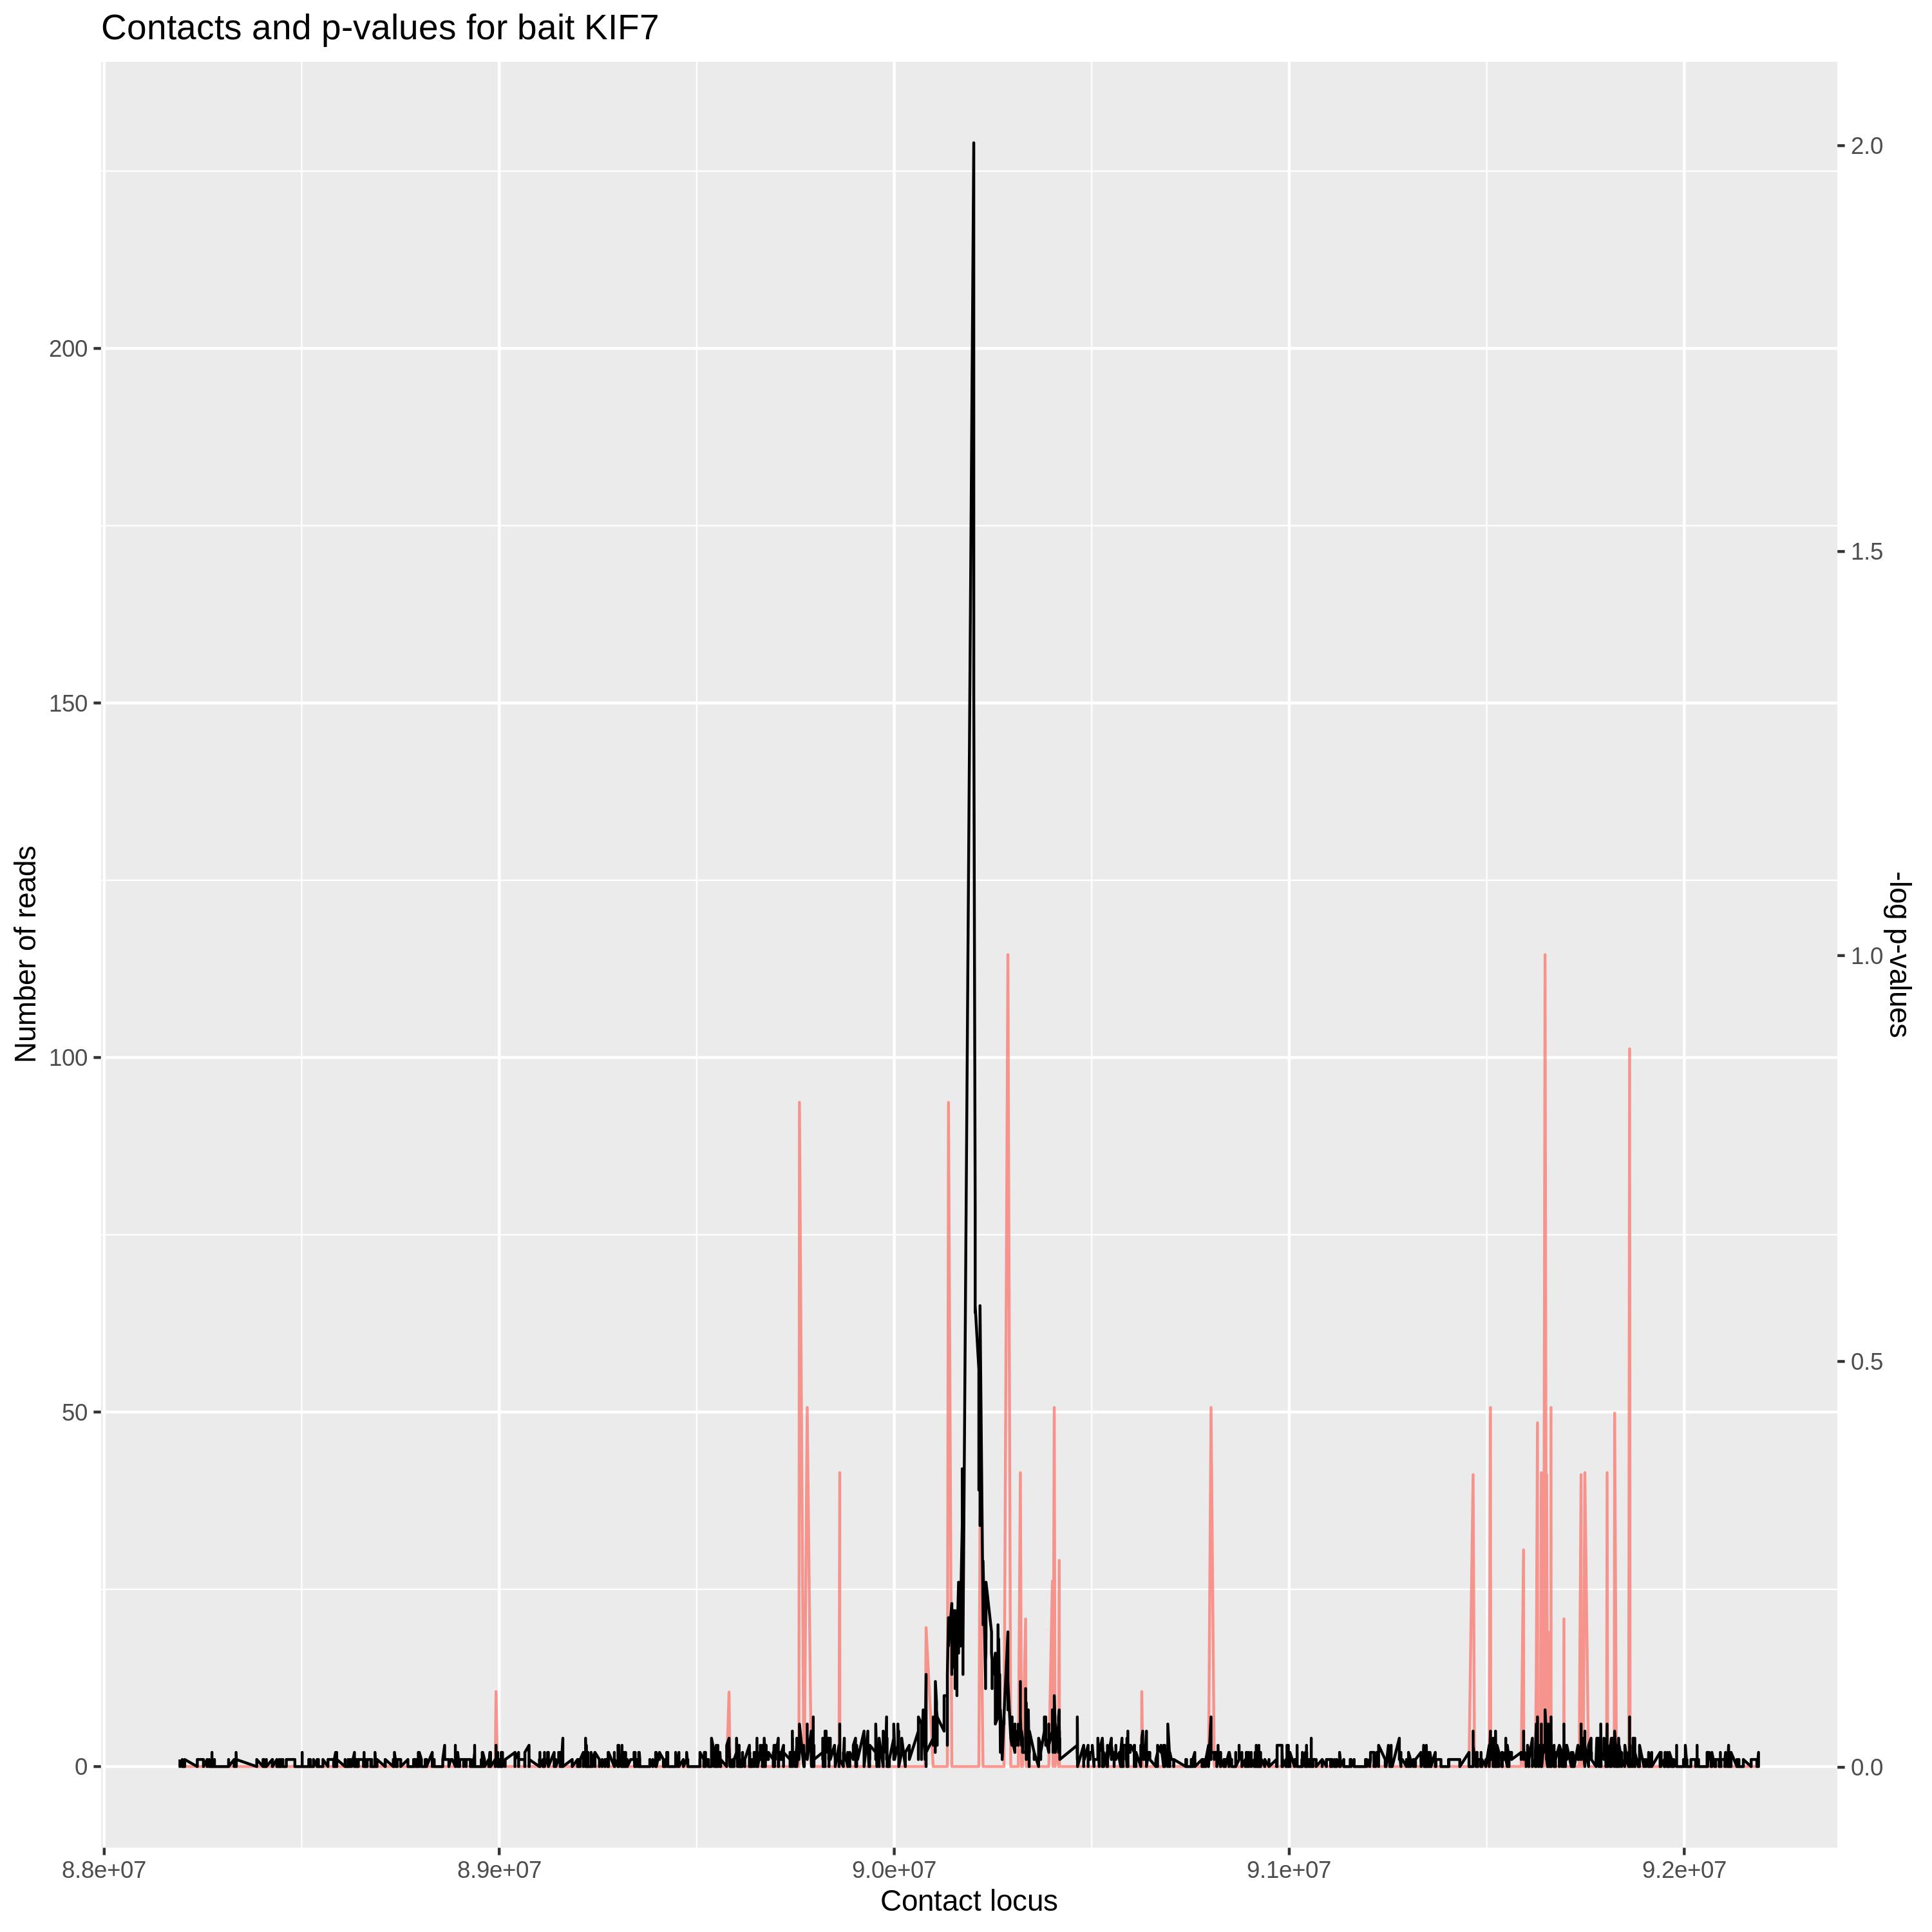 Contacts and p-values for bait KIF7
Number of reads
200
150
100
50
0
2.0
1.5
1.0
0.5
0.0
-log p-values
8.8e+07 8.9e+07 9.0e+07 9.1e+07 9.2e+07
Contact locus